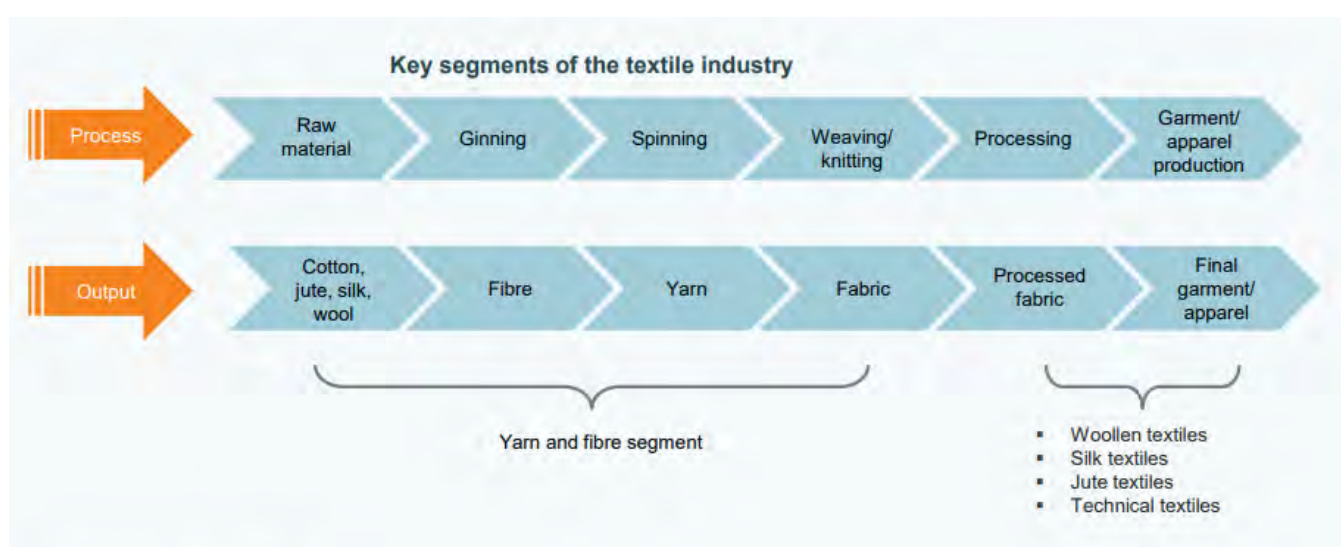 Key segments of the textile industry
Process
Raw
material
Ginning
Spinning
Weaving/
knitting
Processing
Garment/
apparel
production
Output
Cotton,
jute, silk,
wool
Fibre
Yarn
Fabric
Processed
fabric
Final
garment/
apparel
Yarn and fibre segment
▪ Woollen textiles
▪ Silk textiles
▪ Jute textiles
▪ Technical textiles